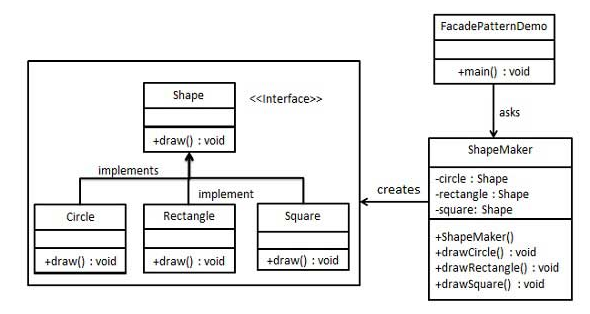 FacadePatternDemo
+main() : void
asks
Shape
<<Interface>>
+draw() : void
implements
implement
Circle
+draw() : void
Rectangle
+draw() : void
Square
+draw() : void
creates
ShapeMaker
-circle : Shape
-rectangle : Shape
-square: Shape
+ShapeMaker()
+drawCircle() : void
+drawRectangle() : void
+drawSquare() : void